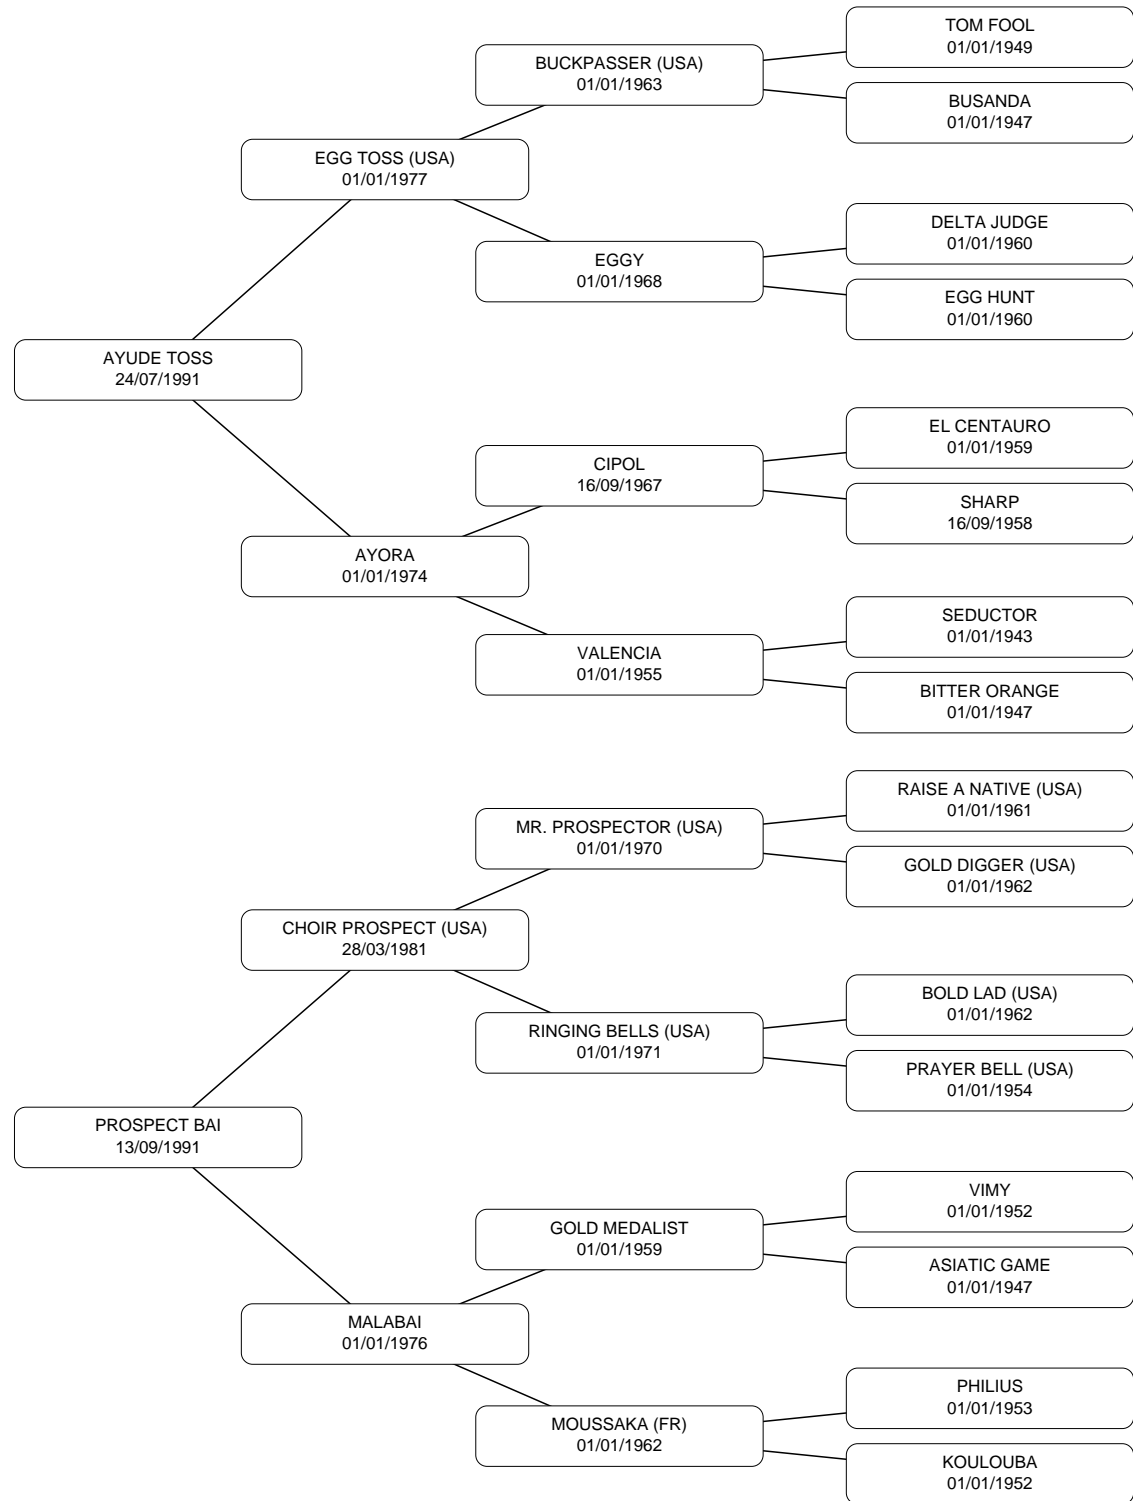 TOM FOOL
01/01/1949
BUCKPASSER (USA)
01/01/1963
BUSANDA
01/01/1947
EGG TOSS (USA)
01/01/1977
DELTA JUDGE
01/01/1960
EGGY
01/01/1968
EGG HUNT
01/01/1960
AYUDE TOSS
24/07/1991
EL CENTAURO
01/01/1959
CIPOL
16/09/1967
SHARP
16/09/1958
AYORA
01/01/1974
SEDUCTOR
01/01/1943
VALENCIA
01/01/1955
BITTER ORANGE
01/01/1947
RAISE A NATIVE (USA)
01/01/1961
MR. PROSPECTOR (USA)
01/01/1970
GOLD DIGGER (USA)
01/01/1962
CHOIR PROSPECT (USA)
28/03/1981
BOLD LAD (USA)
01/01/1962
RINGING BELLS (USA)
01/01/1971
PRAYER BELL (USA)
01/01/1954
PROSPECT BAI
13/09/1991
VIMY
01/01/1952
GOLD MEDALIST
01/01/1959
ASIATIC GAME
01/01/1947
MALABAI
01/01/1976
PHILIUS
01/01/1953
MOUSSAKA (FR)
01/01/1962
KOULOUBA
01/01/1952